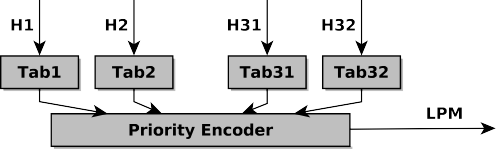 H1 H2 H31 H32
Tab1 Tab2 Tab31 Tab32
LPM
Priority Encoder